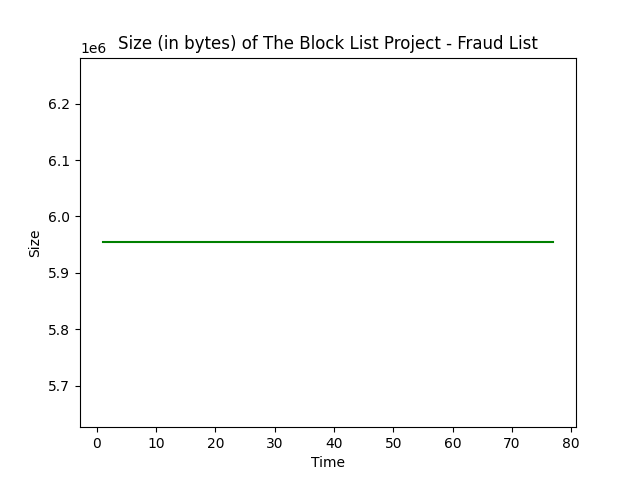 Size (in bytes) of The Block List Project - Fraud List
1e6
6.2
6.1
6.0
5.9
5.8
5.7
Size
0 10 20 30 40 50 60 70 80
Time